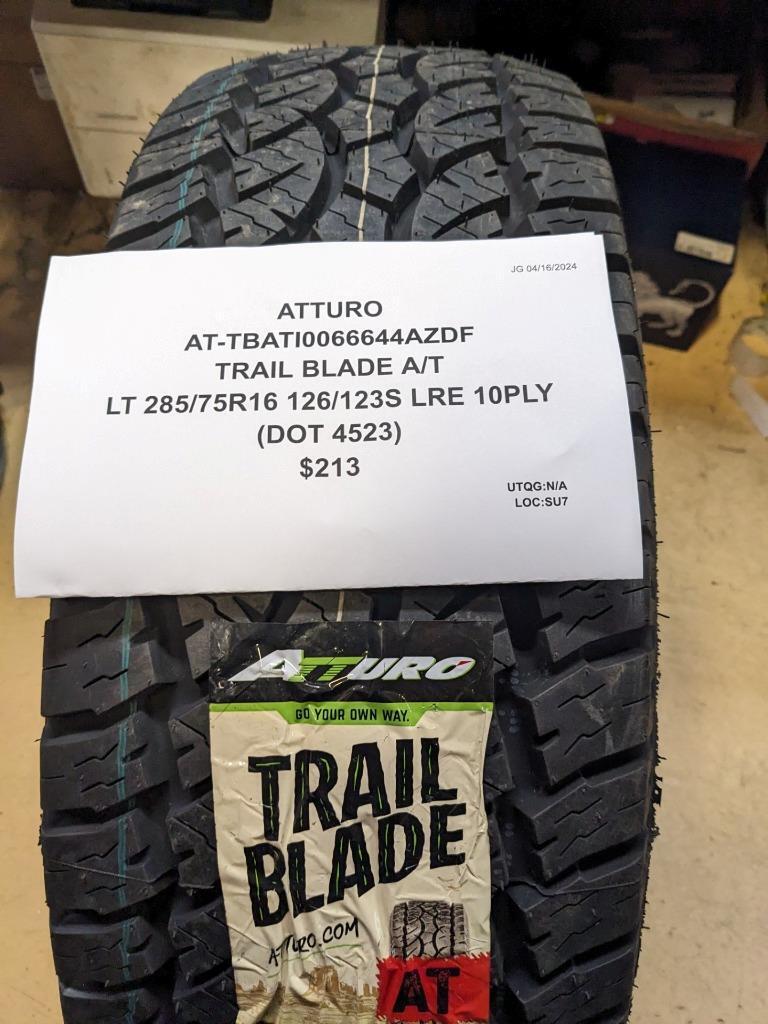 JG 04/16/2024
ATTURO
AT-TBATI0066644AZDF
TRAIL BLADE A/T
LT 285/75R16 126/123S LRE 10PLY
(DOT 4523)
$213
UTQG:N/A
LOC:SU7
ATTURO
GO YOUR OWN WAY.
TRAIL
BLADE
ATTURO.COM
AT